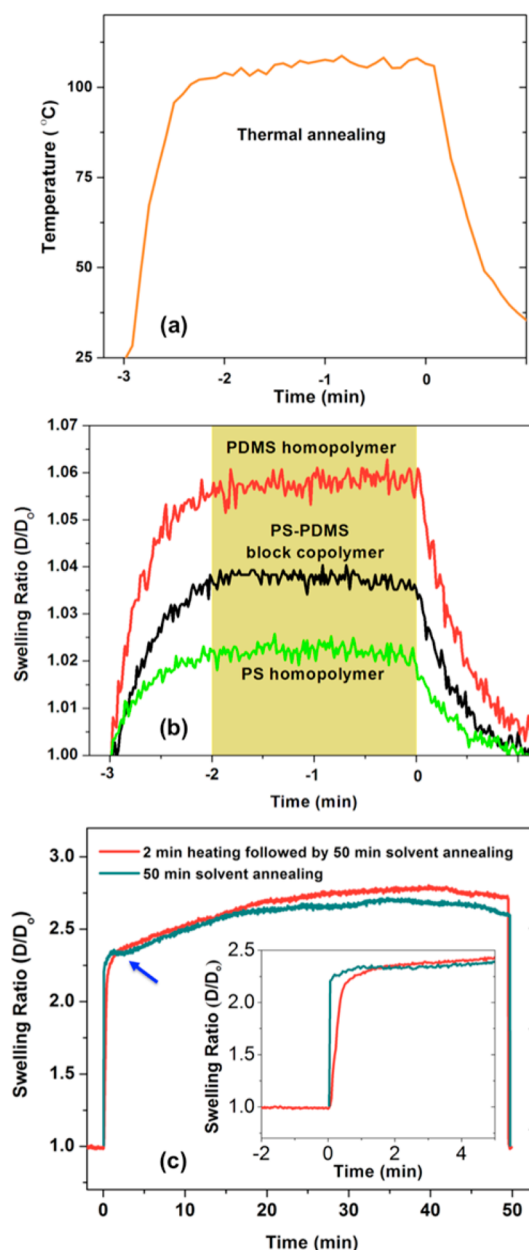 100
75
50
25
Temperature ( °C)
Thermal annealing
(a)
-3
-2
-1
0
Time (min)
1.07
1.06
1.05
1.04
1.03
1.02
1.01
1.00
Swelling Ratio (D/Do)
PDMS homopolymer
PS-PDMS
block copolymer
PS homopolymer
(b)
-3
-2
-1
0
Time (min)
3.0
2.5
2.0
1.5
1.0
Swelling Ratio (D/Do)
2 min heating followed by 50 min solvent annealing
50 min solvent annealing
2.5
2.0
1.5
1.0
Swelling Ratio (D/Do)
-2
0
2
4
Time (min)
(c)
0
10
20
30
40
50
Time (min)